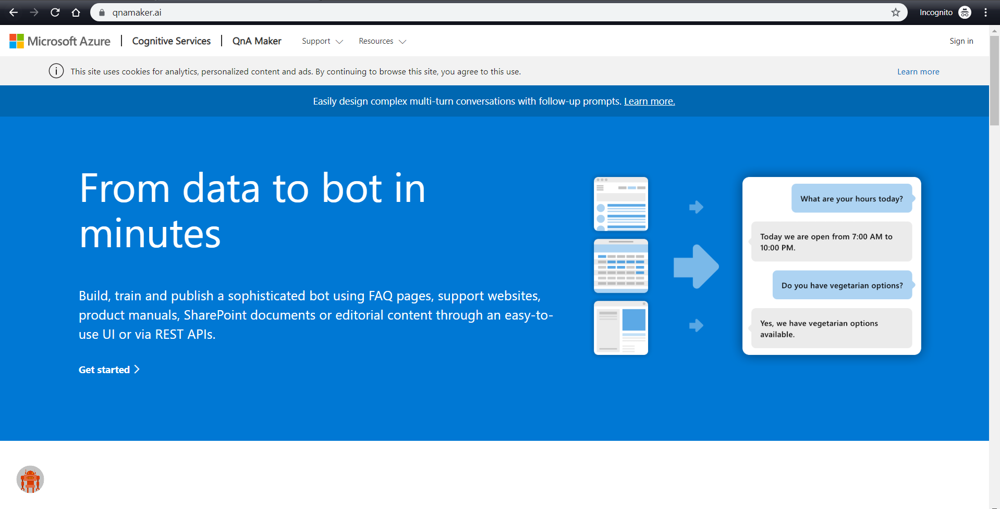 qnamaker.ai
Incognito
Microsoft Azure
Cognitive Services
QnA Maker
Support
Resources
Sign in
This site uses cookies for analytics, personalized content and ads. By continuing to browse this site, you agree to this use.
Learn more
Easily design complex multi-turn conversations with follow-up prompts. Learn more.
From data to bot in
minutes
Build, train and publish a sophisticated bot using FAQ pages, support websites,
product manuals, SharePoint documents or editorial content through an easy-to-
use UI or via REST APIs.
Get started
What are your hours today?
Today we are open from 7:00 AM to
10:00 PM.
Do you have vegetarian options?
Yes, we have vegetarian options
available.